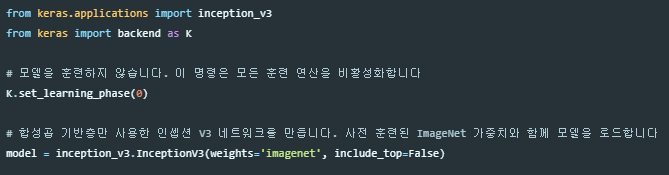 from keras.applications import inception_v3
from keras import backend as K
# 모델을 훈련하지 않습니다. 이 명령은 모든 훈련 연산을 비활성화합니다
K.set_learning_phase(0)
# 합성곱 기반층만 사용한 인셉션 V3 네트워크를 만듭니다. 사전 훈련된 ImageNet 가중치와 함께 모델을 로드합니다
model = inception_v3.InceptionV3(weights='imagenet', include_top=False)